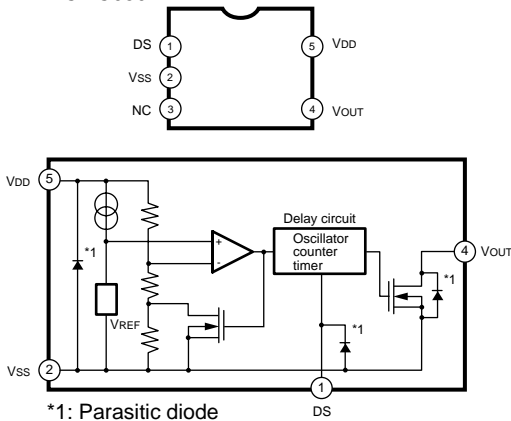 DS 1 5 VDD
VSS 2
NC 3 4 VOUT
VDD 5
Delay circuit
Oscillator
counter
timer
+
-
*1
4 VOUT
*1
VREF
*1
VSS 2
1
DS
*1: Parasitic diode